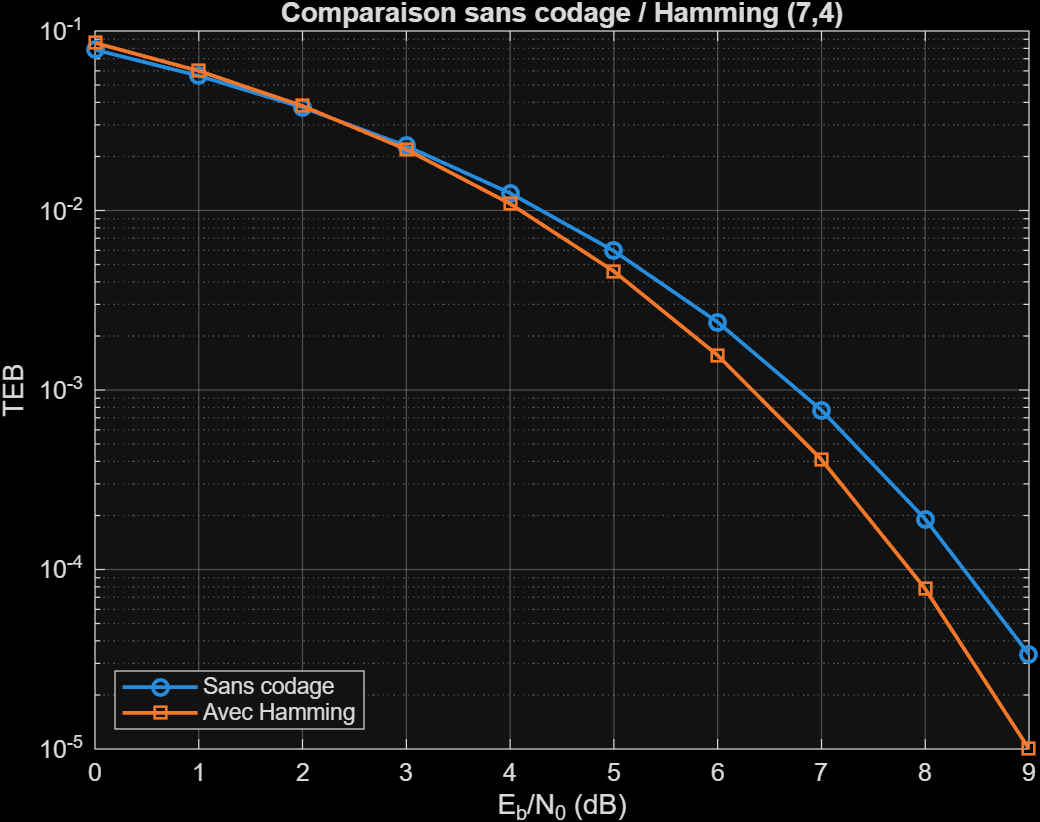 Comparaison sans codage / Hamming (7,4)
10^-1
10^-2
10^-3
10^-4
10^-5
TEB
Sans codage
Avec Hamming
0 1 2 3 4 5 6 7 8 9
E_b/N_0 (dB)